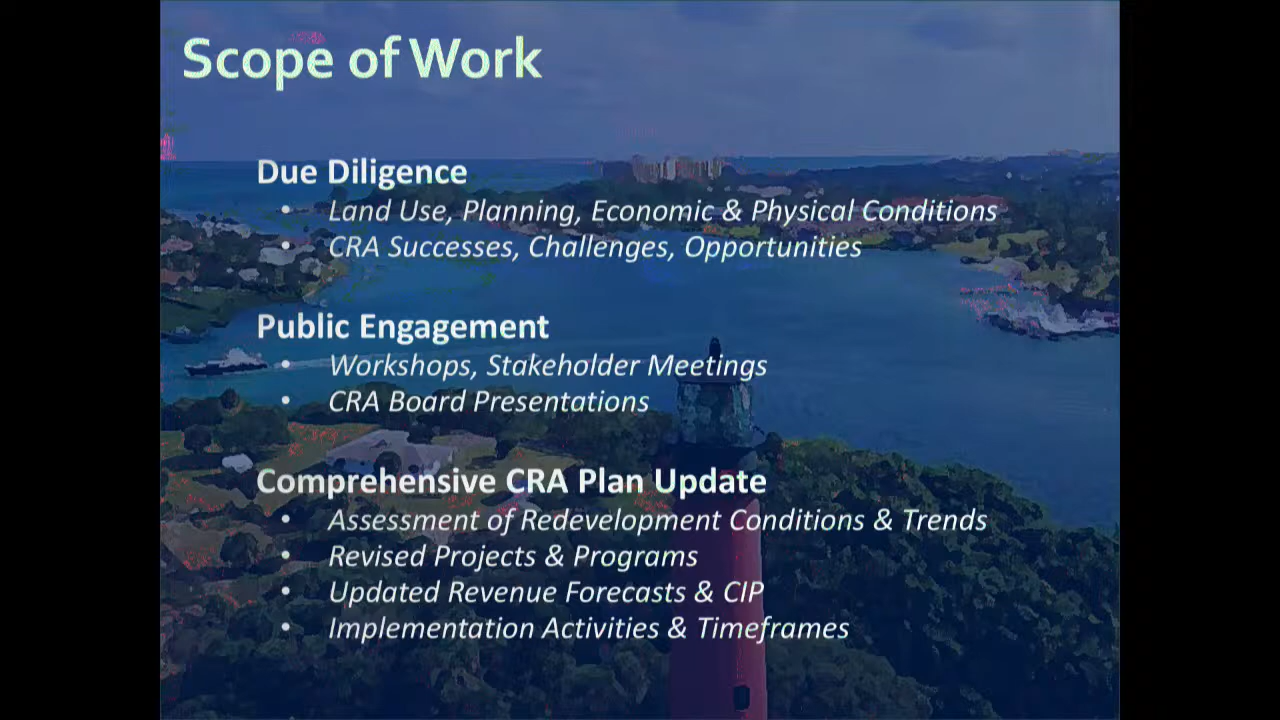 Scope of Work
Due Diligence
• Land Use, Planning, Economic & Physical Conditions
• CRA Successes, Challenges, Opportunities
Public Engagement
• Workshops, Stakeholder Meetings
• CRA Board Presentations
Comprehensive CRA Plan Update
• Assessment of Redevelopment Conditions & Trends
• Revised Projects & Programs
• Updated Revenue Forecasts & CIP
• Implementation Activities & Timeframes